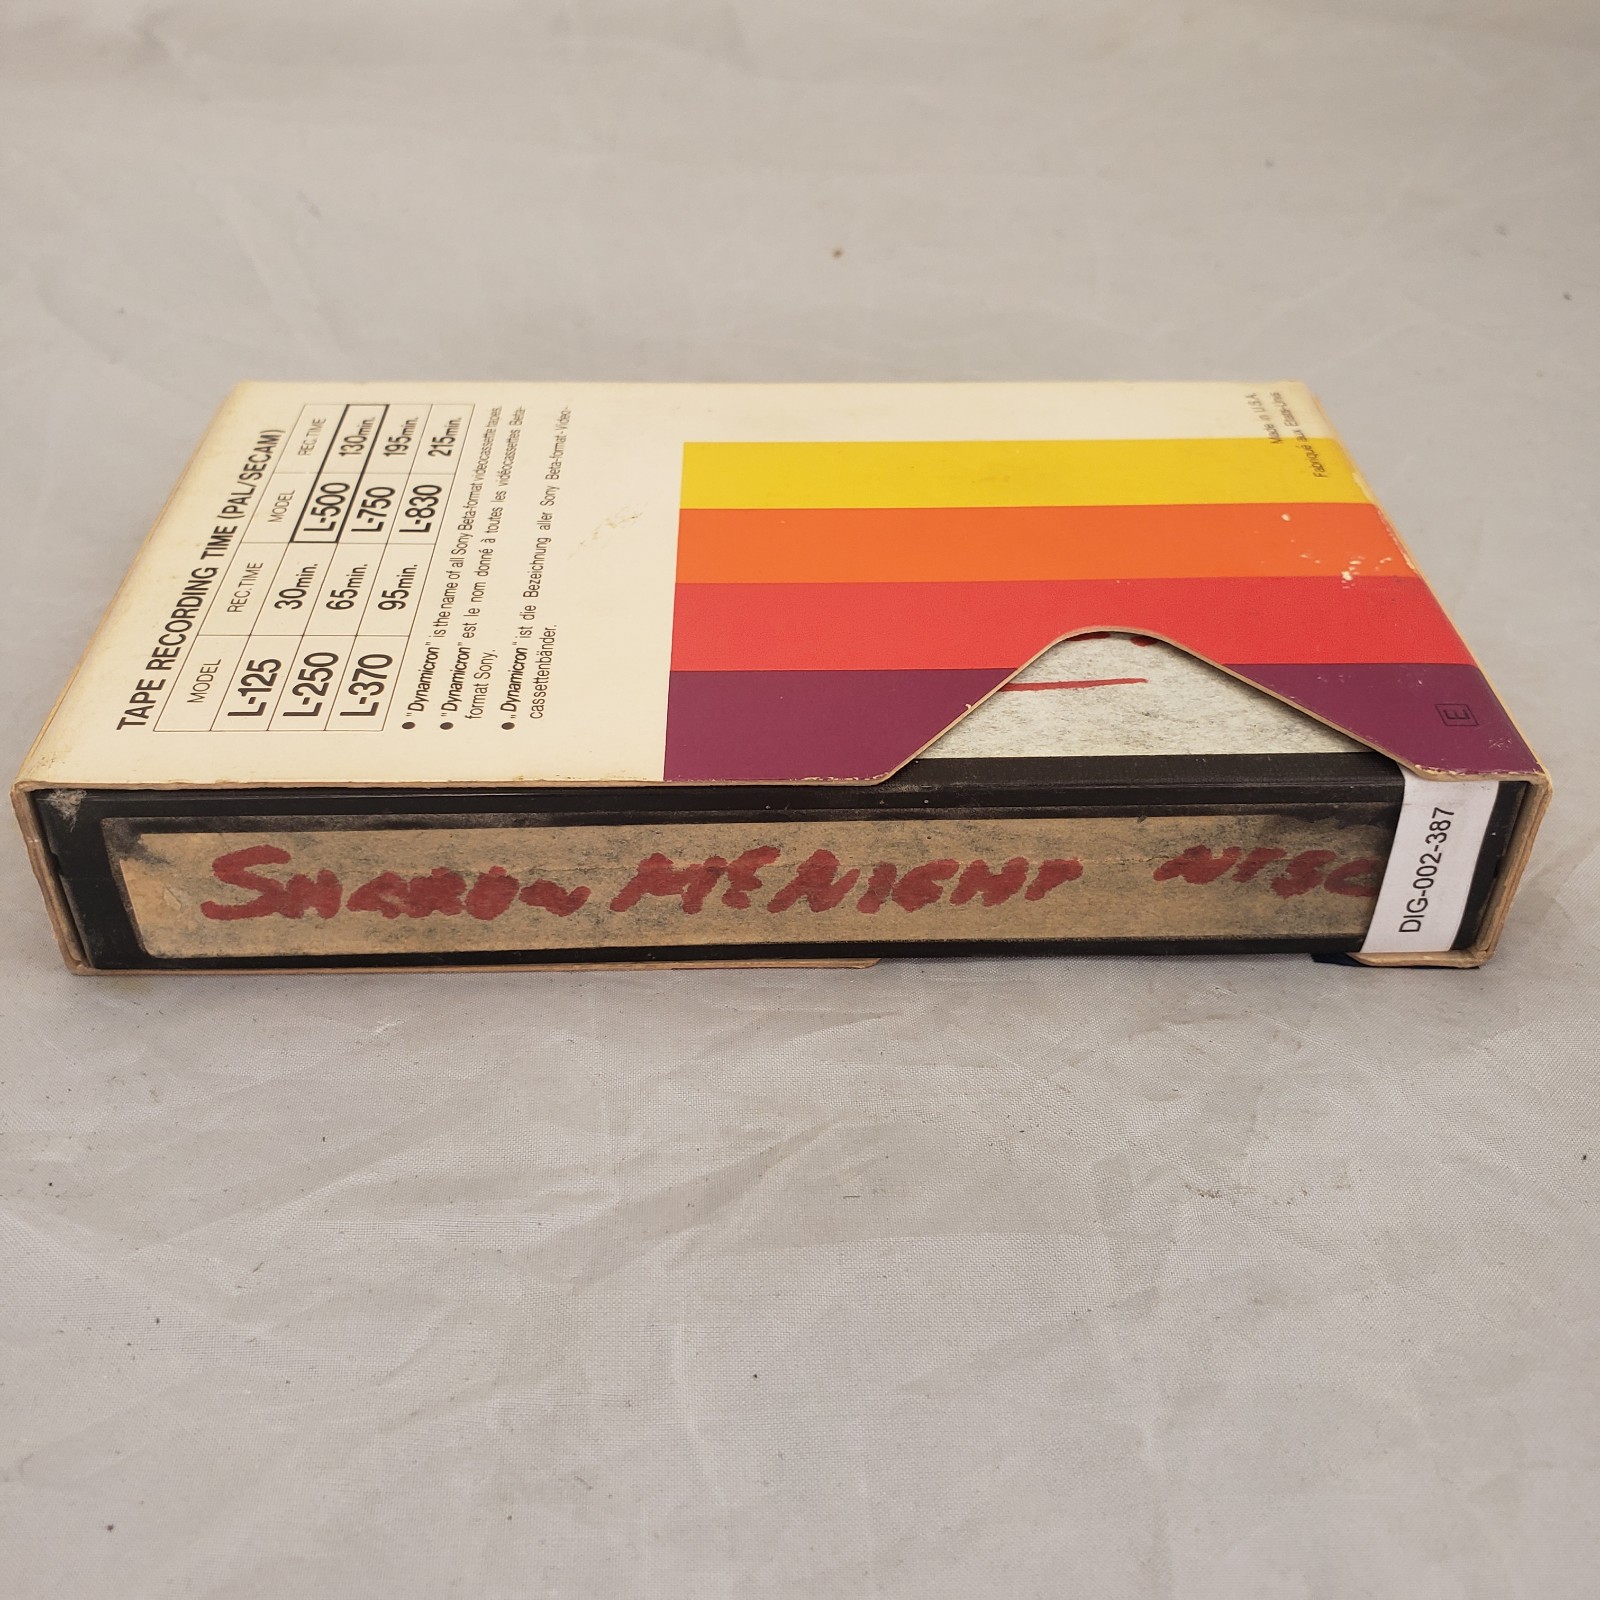 TAPE RECORDING TIME (PAL/SECAM)
MODEL REC.TIME MODEL REC.TIME
L-125 30min. L-500 130min.
L-250 65min. L-750 195min.
L-370 95min. L-830 215min.
● "Dynamicron" is the name of all Sony Beta-format videocassette tapes.
● "Dynamicron" est le nom donné à toutes les vidéocassettes Beta-
format Sony.
● „Dynamicron" ist die Bezeichnung aller Sony Beta-format-Video-
cassettenbänder.
Made in U.S.A.
Fabriqué aux Etats-Unis
E
SHARON MCNIGHT NTSC
DIG-002-387